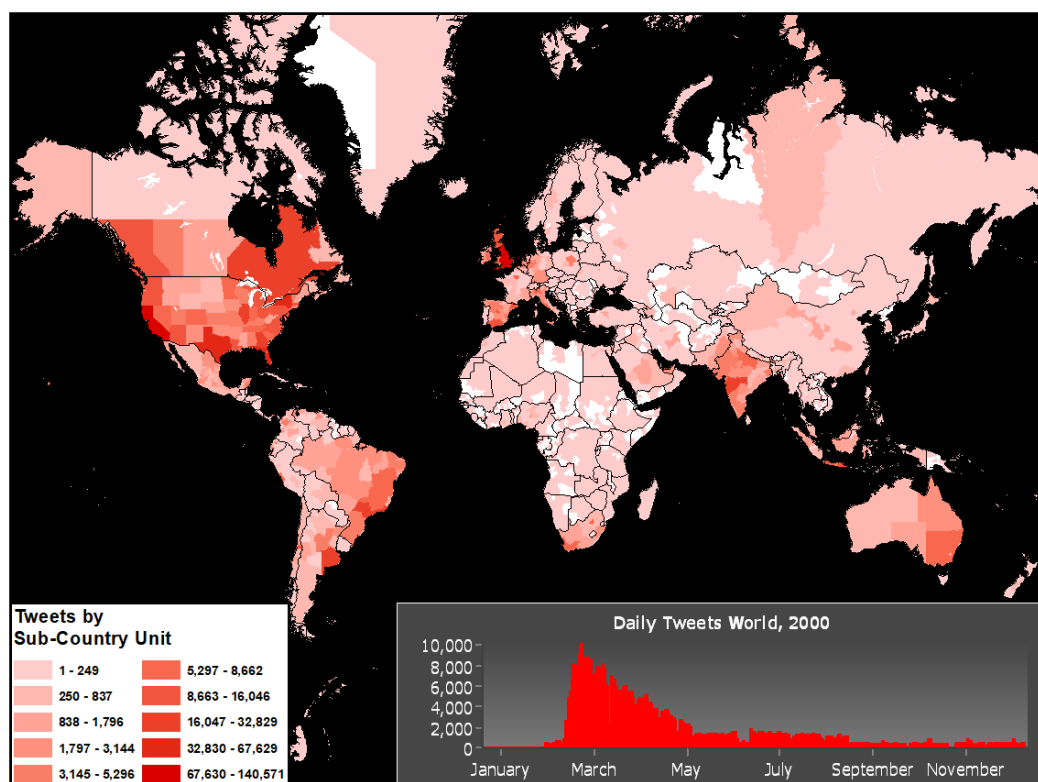 Tweets by
Sub-Country Unit
1 - 249
250 - 837
838 - 1,796
1,797 - 3,144
3,145 - 5,296
5,297 - 8,662
8,663 - 16,046
16,047 - 32,829
32,830 - 67,629
67,630 - 140,571
Daily Tweets World, 2000
10,000
8,000
6,000
4,000
2,000
0
January March May July September November